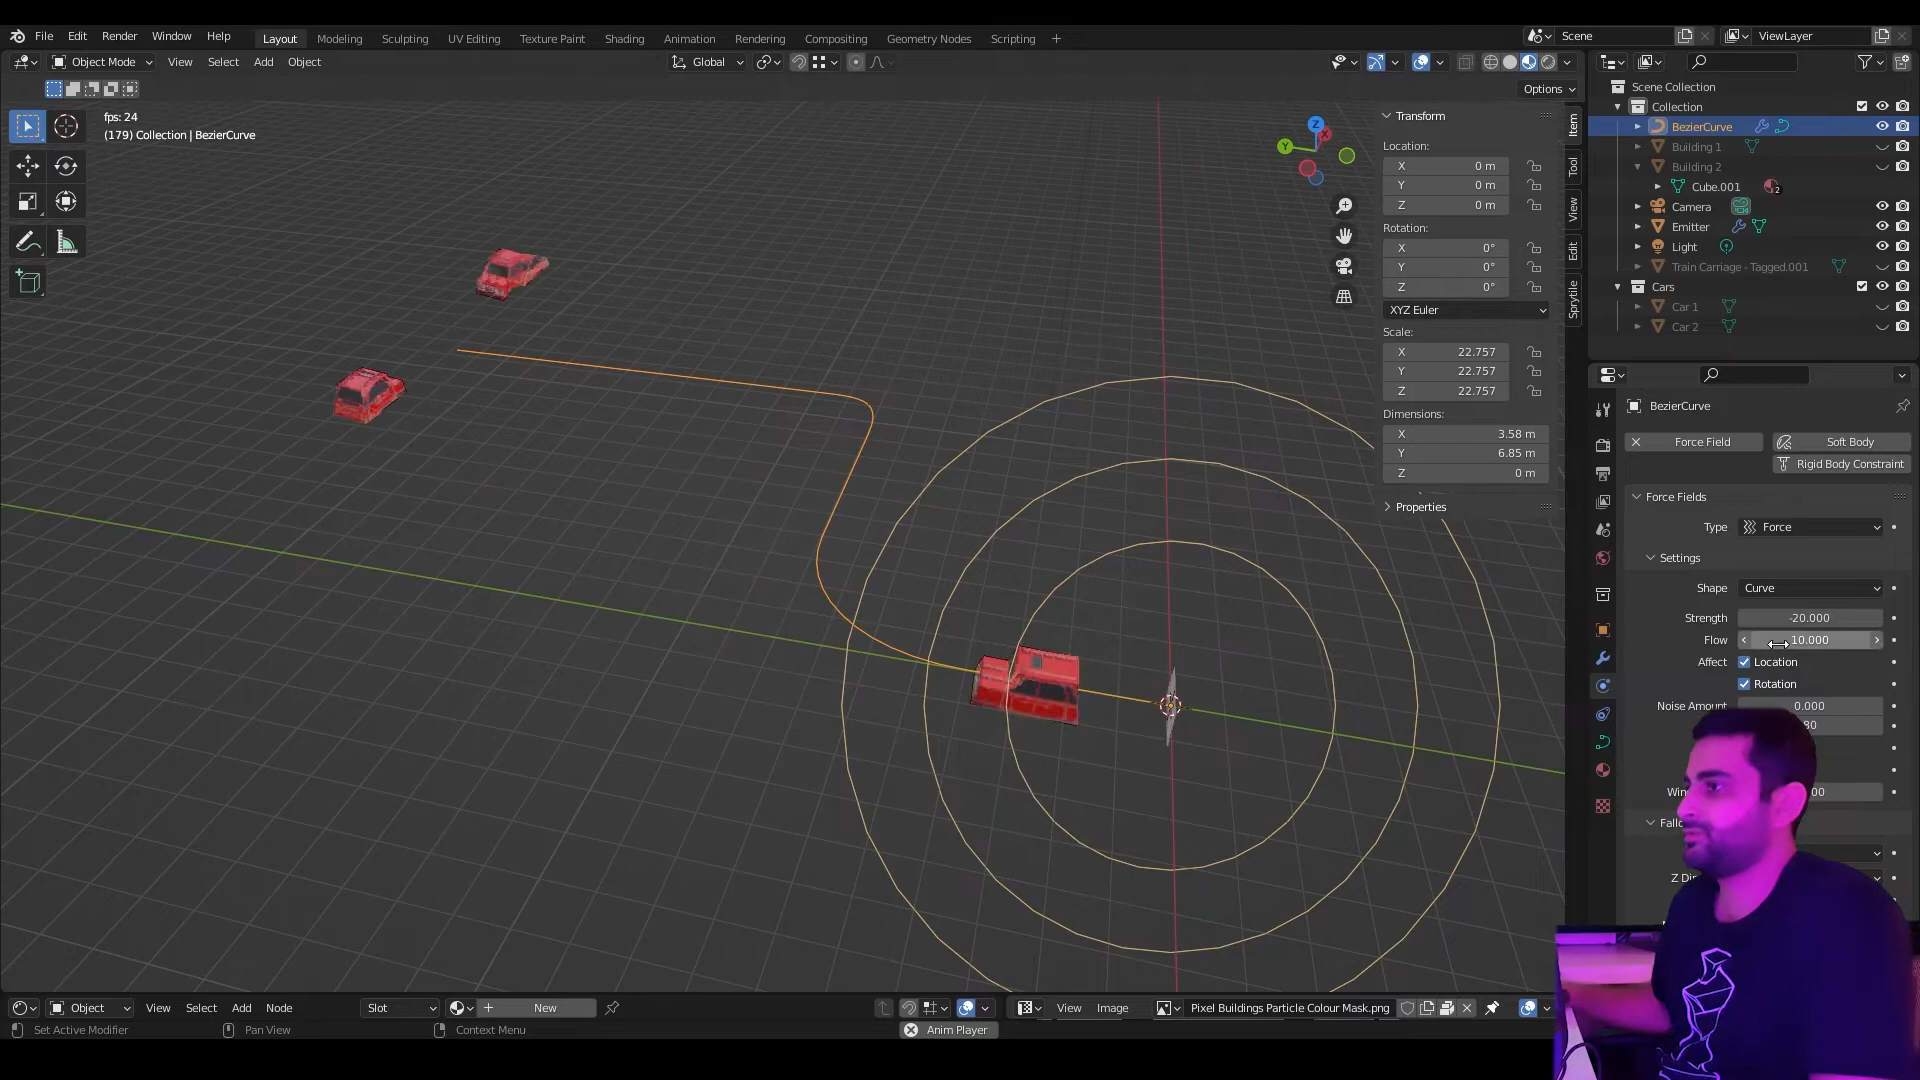 File Edit Render Window Help Layout Modeling Sculpting UV Editing Texture Paint Shading Animation Rendering Compositing Geometry Nodes Scripting + Scene ViewLayer
Object Mode View Select Add Object Global
Options
fps: 24
(179) Collection | BezierCurve
Z
X
Y
Transform
Location:
X 0 m
Y 0 m
Z 0 m
Rotation:
X 0°
Y 0°
Z 0°
XYZ Euler
Scale:
X 22.757
Y 22.757
Z 22.757
Dimensions:
X 3.58 m
Y 6.85 m
Z 0 m
Properties
Item
Tool
View
Edit
Sprytile
Scene Collection
Collection
BezierCurve
Building 1
Building 2
Cube.001 2
Camera
Emitter
Light
Train Carriage - Tagged.001
Cars
Car 1
Car 2
BezierCurve
Force Field Soft Body
Rigid Body Constraint
Force Fields
Type Force
Settings
Shape Curve
Strength -20.000
Flow 10.000
Affect Location
Rotation
Noise Amount 0.000
Z Di
Object View Select Add Node Slot New View Image Pixel Buildings Particle Colour Mask.png
Set Active Modifier Pan View Context Menu Anim Player